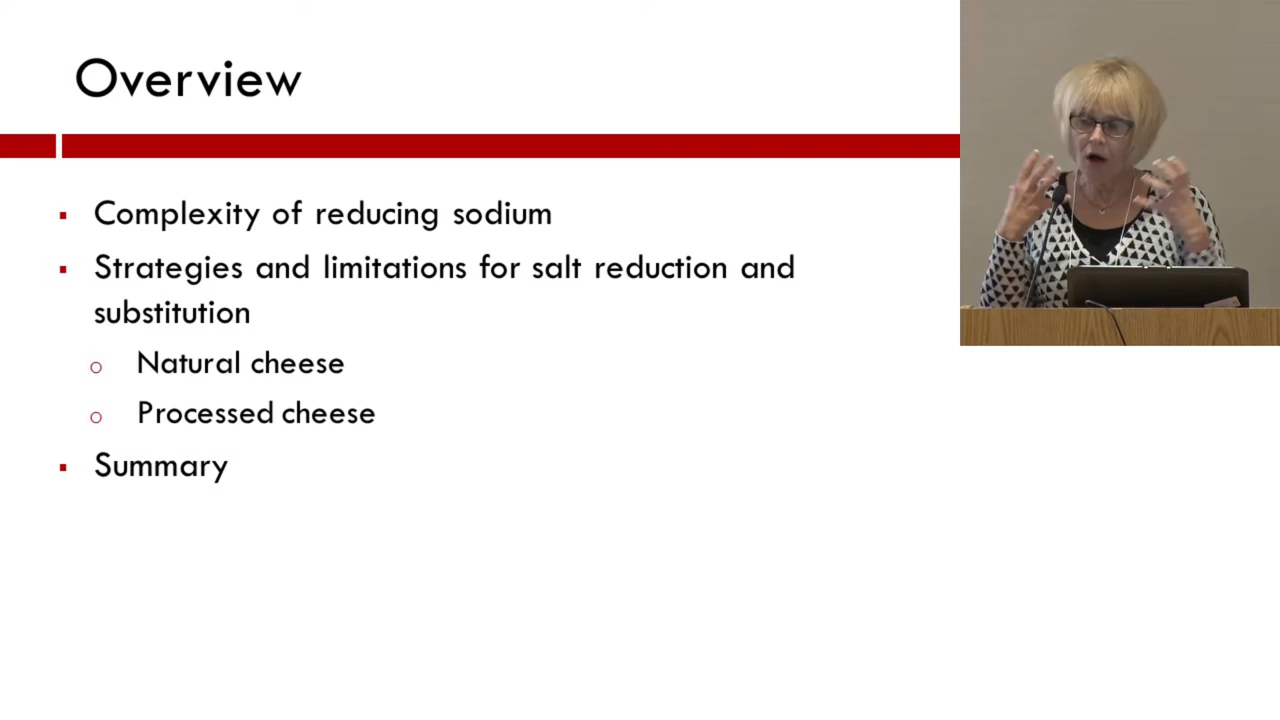 Overview
Complexity of reducing sodium
Strategies and limitations for salt reduction and
substitution
Natural cheese
Processed cheese
Summary